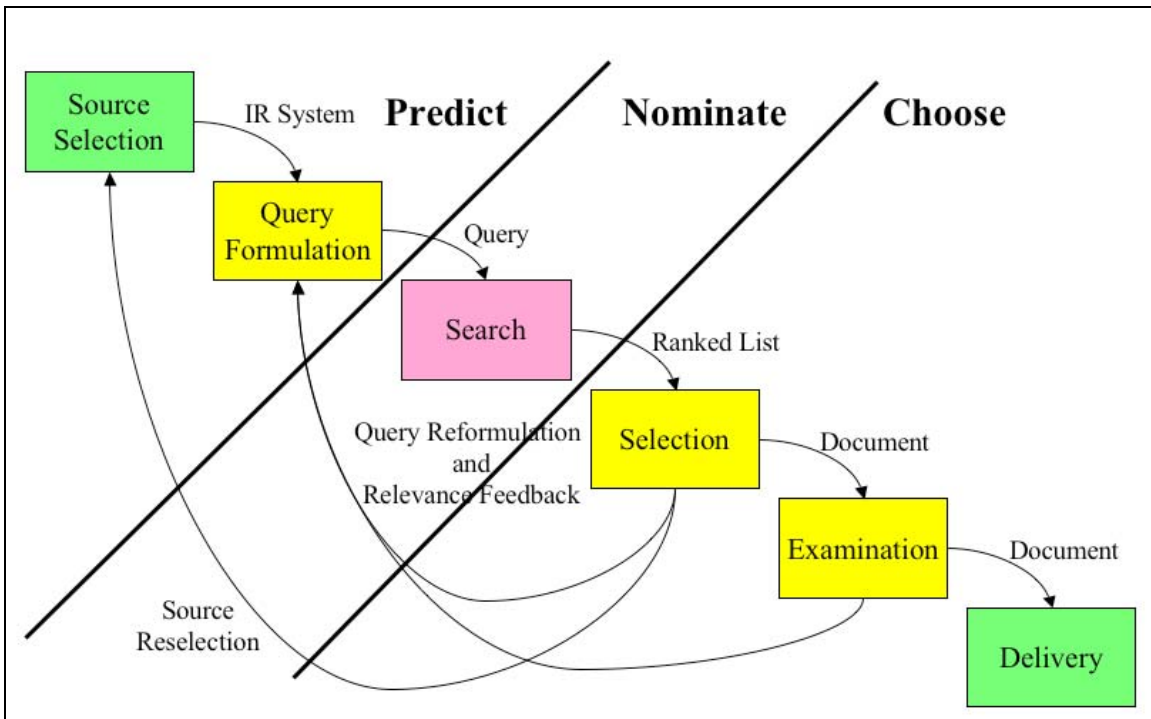 Source
Selection
IR System
Predict
Nominate
Choose
Query
Formulation
Query
Search
Ranked List
Query Reformulation
and
Relevance Feedback
Selection
Document
Examination
Document
Source
Reselection
Delivery